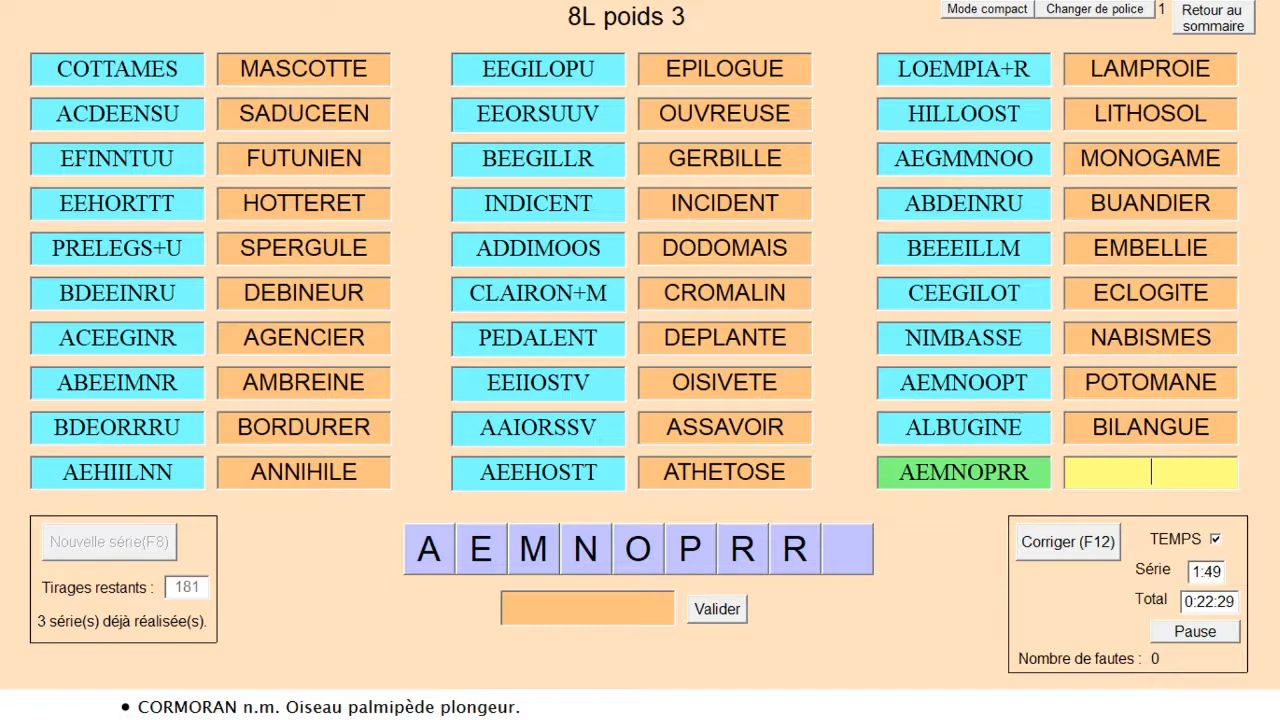 8L poids 3
Mode compact Changer de police 1 Retour au sommaire
COTTAMES MASCOTTE EEGILOPU EPILOGUE LOEMPIA+R LAMPROIE
ACDEENSU SADUCEEN EEORSUUV OUVREUSE HILLOOST LITHOSOL
EFINNTUU FUTUNIEN BEEGILLR GERBILLE AEGMMNOO MONOGAME
EEHORTTT HOTTERET INDICENT INCIDENT ABDEINRU BUANDIER
PRELEGS+U SPERGULE ADDIMOOS DODOMAIS BEEEILLM EMBELLIE
BDEEINRU DEBINEUR CLAIRON+M CROMALIN CEEGILOT ECLOGITE
ACEEGINR AGENCIER PEDALENT DEPLANTE NIMBASSE NABISMES
ABEEIMNR AMBREINE EEIIOSTV OISIVETE AEMNOOPT POTOMANE
BDEORRRU BORDURER AAIORSSV ASSAVOIR ALBUGINE BILANGUE
AEHIILNN ANNIHILE AEEHOSTT ATHETOSE AEMNOPRR
Nouvelle série(F8)
Tirages restants : 181
3 série(s) déjà réalisée(s).
A E M N O P R R
Valider
Corriger (F12) TEMPS
Série 1:49
Total 0:22:29
Pause
Nombre de fautes : 0
• CORMORAN n.m. Oiseau palmipède plongeur.